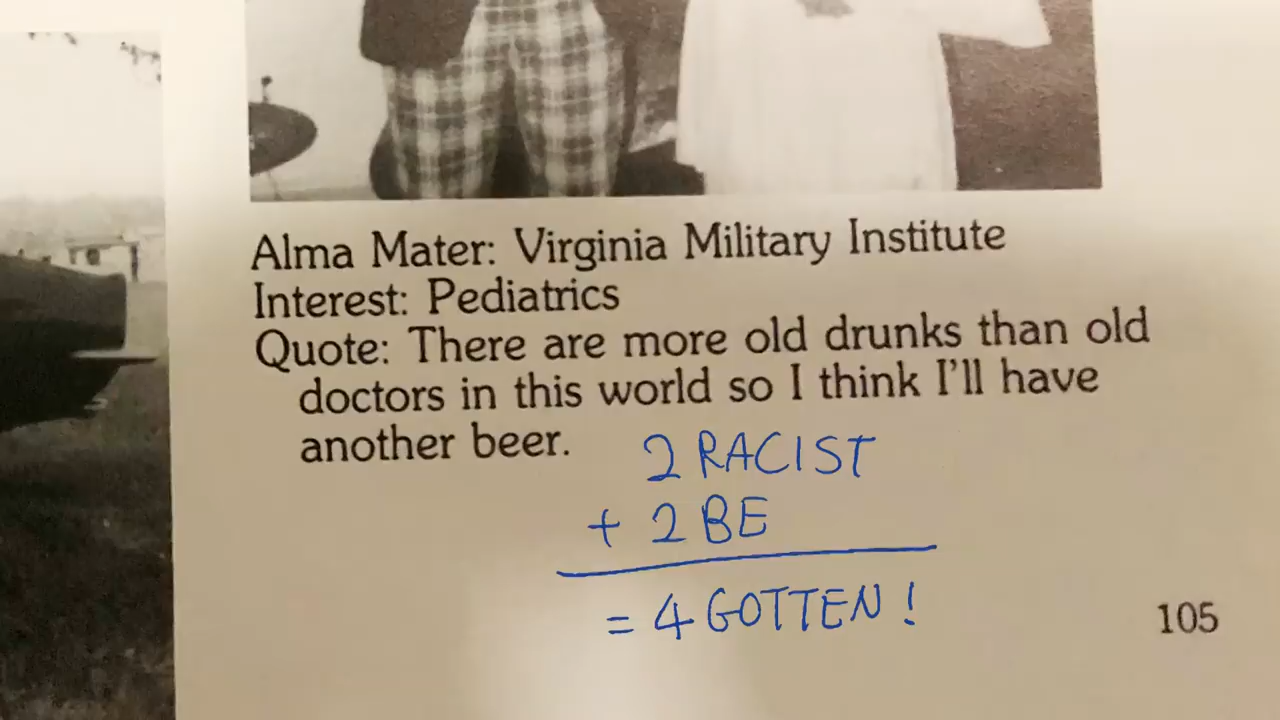 Alma Mater: Virginia Military Institute
Interest: Pediatrics
Quote: There are more old drunks than old
doctors in this world so I think I'll have
another beer.
2 RACIST
+ 2 BE
= 4 GOTTEN!
105